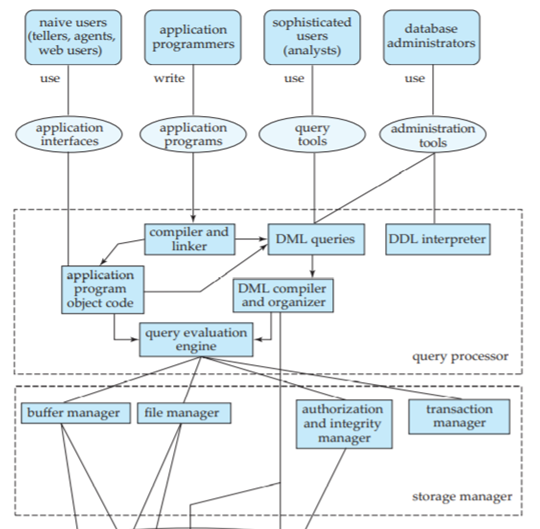 naive users
(tellers, agents,
web users)
application
programmers
sophisticated
users
(analysts)
database
administrators
use
write
use
use
application
interfaces
application
programs
query
tools
administration
tools
compiler and
linker
DML queries
DDL interpreter
application
program
object code
DML compiler
and organizer
query evaluation
engine
query processor
buffer manager
file manager
authorization
and integrity
manager
transaction
manager
storage manager